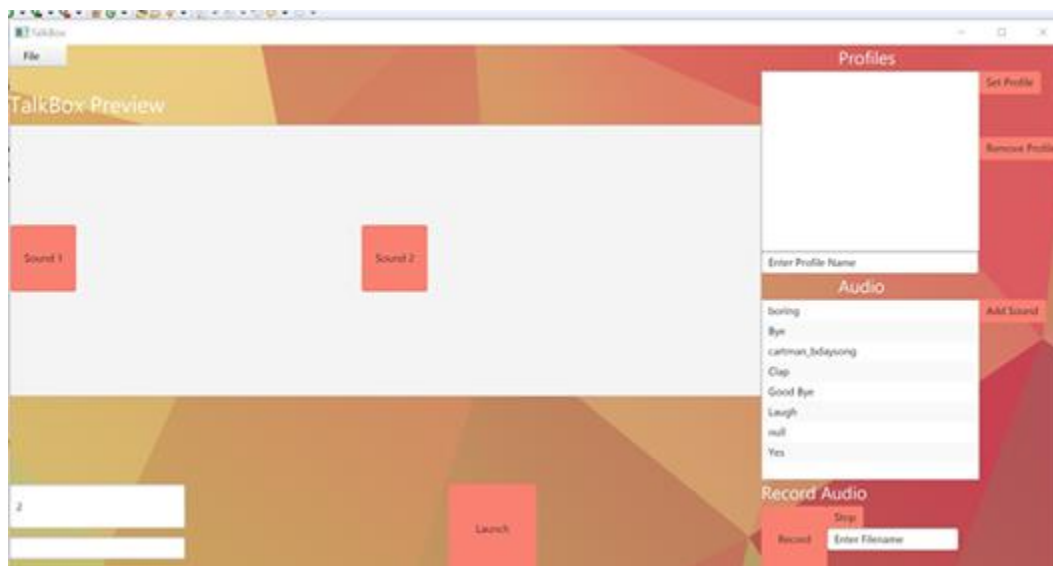 TalkBox
File
TalkBox Preview
Sound 1
Sound 2
2
Launch
Profiles
Set Profile
Remove Profile
Enter Profile Name
Audio
boring
Bye
cartman_bdaysong
Clap
Good Bye
Laugh
null
Yes
Add Sound
Record Audio
Stop
Record
Enter Filename